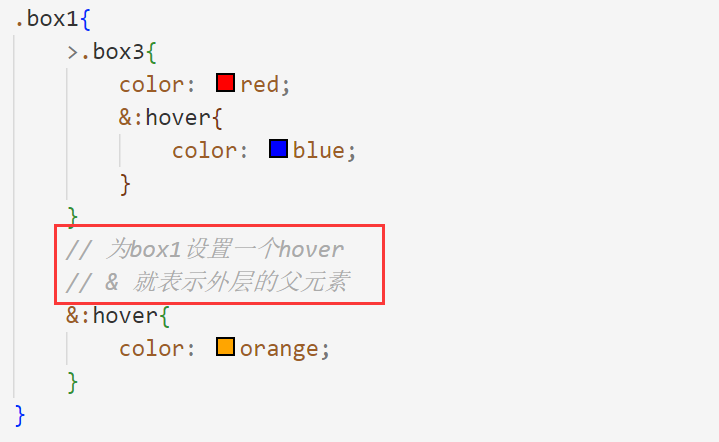 .box1{
>.box3{
color: red;
&:hover{
color: blue;
}
}
// 为box1设置一个hover
// & 就表示外层的父元素
&:hover{
color: orange;
}
}